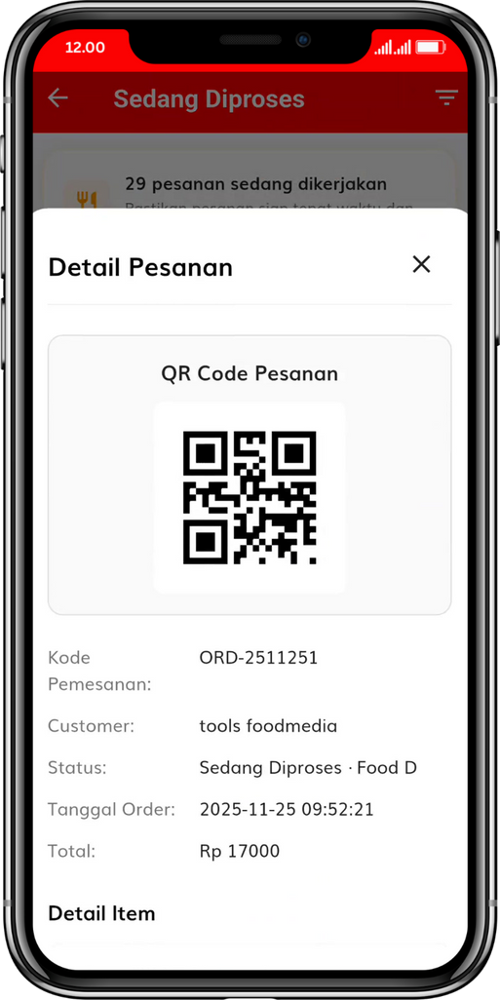 12.00
Sedang Diproses
29 pesanan sedang dikerjakan
Pastikan pesanan siap tepat waktu dan
Detail Pesanan
QR Code Pesanan
Kode Pemesanan:
ORD-2511251
Customer:
tools foodmedia
Status:
Sedang Diproses · Food D
Tanggal Order:
2025-11-25 09:52:21
Total:
Rp 17000
Detail Item